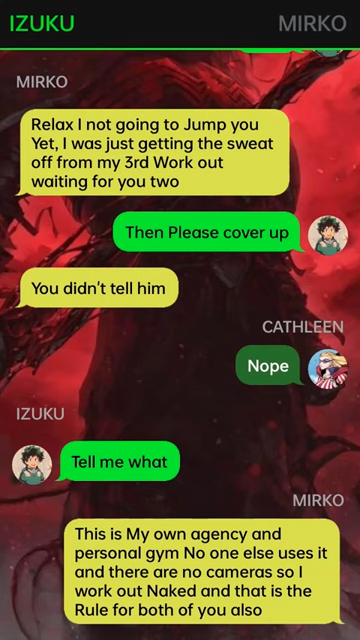 IZUKU MIRKO
MIRKO
Relax I not going to Jump you
Yet, I was just getting the sweat
off from my 3rd Work out
waiting for you two
Then Please cover up
You didn't tell him
CATHLEEN
Nope
IZUKU
Tell me what
MIRKO
This is My own agency and
personal gym No one else uses it
and there are no cameras so I
work out Naked and that is the
Rule for both of you also